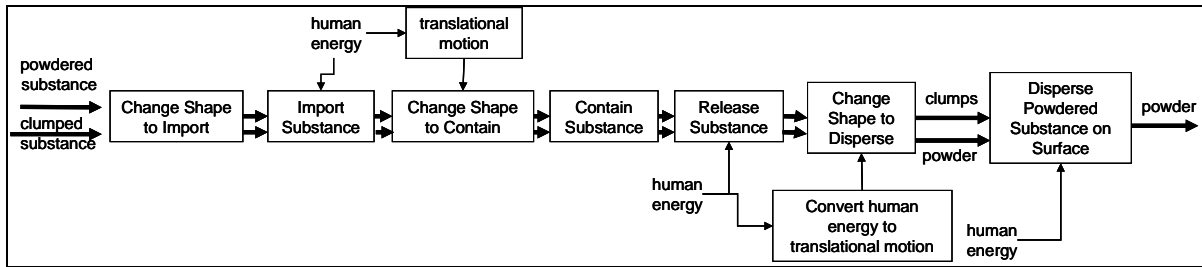 human
energy
translational
motion
powdered
substance
clumped
substance
Change Shape
to Import
Import
Substance
Change Shape
to Contain
Contain
Substance
Release
Substance
Change
Shape to
Disperse
clumps
powder
Disperse
Powdered
Substance on
Surface
powder
human
energy
Convert human
energy to
translational motion
human
energy